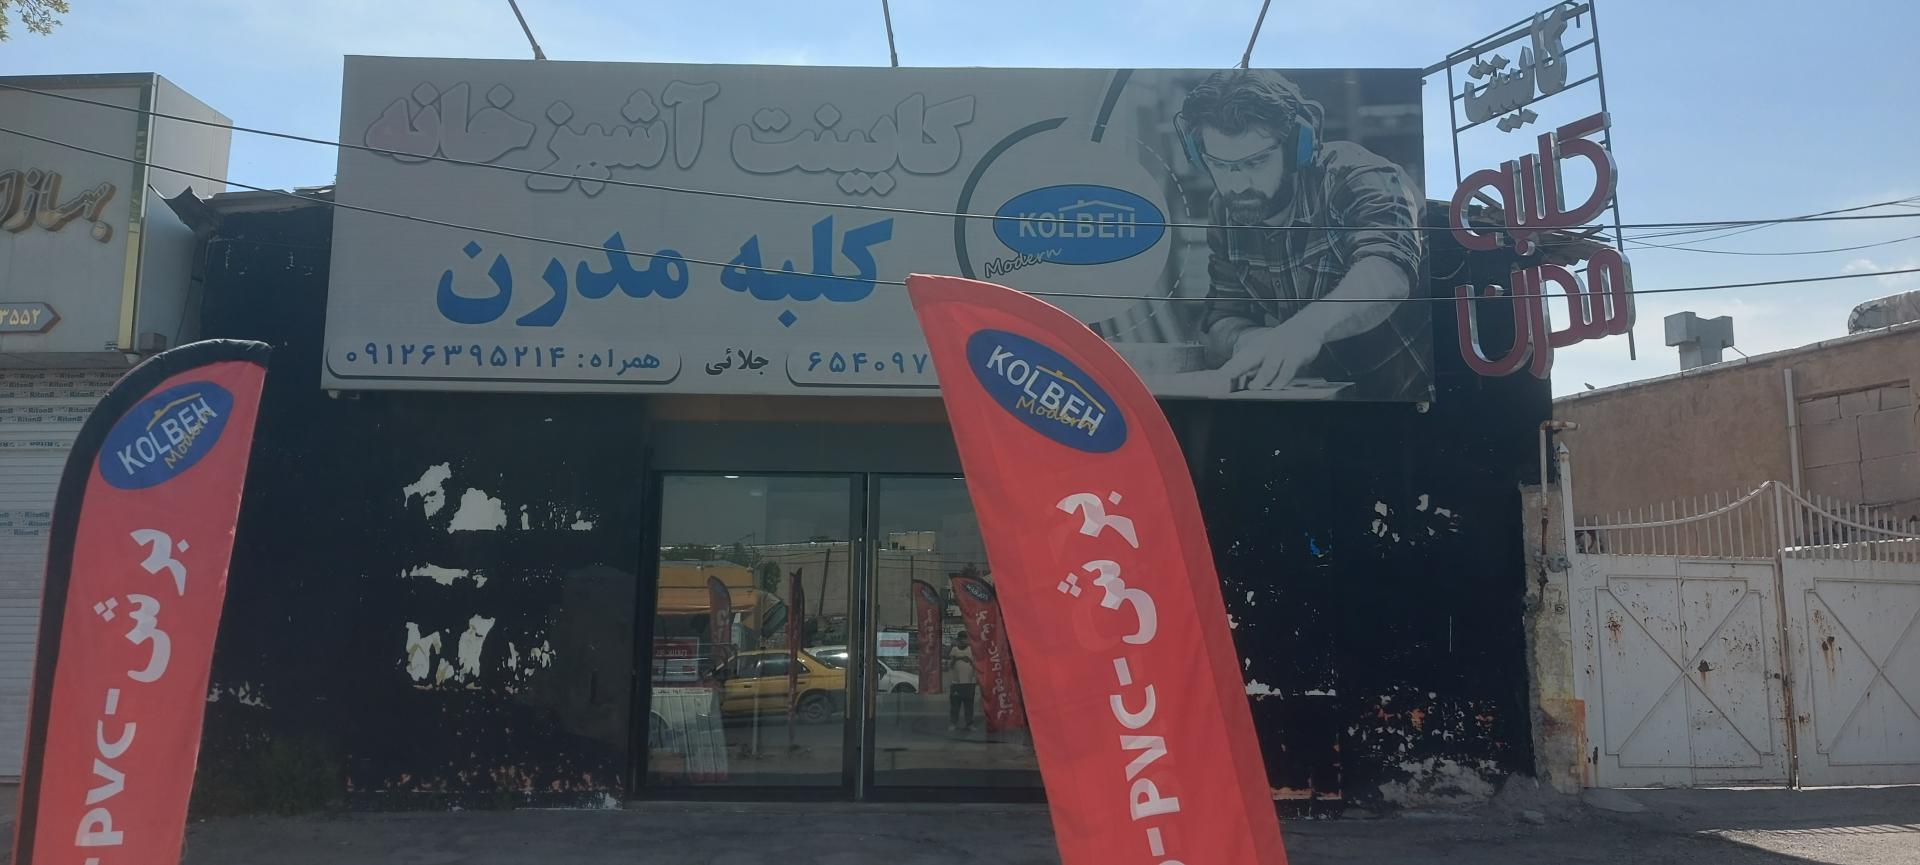 کابینت آشپزخانه
کلبه مدرن
KOLBEH
Modern
همراه: ۰۹۱۲۶۳۹۵۲۱۴
جلائی
۶۵۴۰۹۷
کابینت
کلبه
مدرن
KOLBEH
Modern
برش-PVC-
KOLBEH
Modern
برش-PVC-
۳۵۵۲